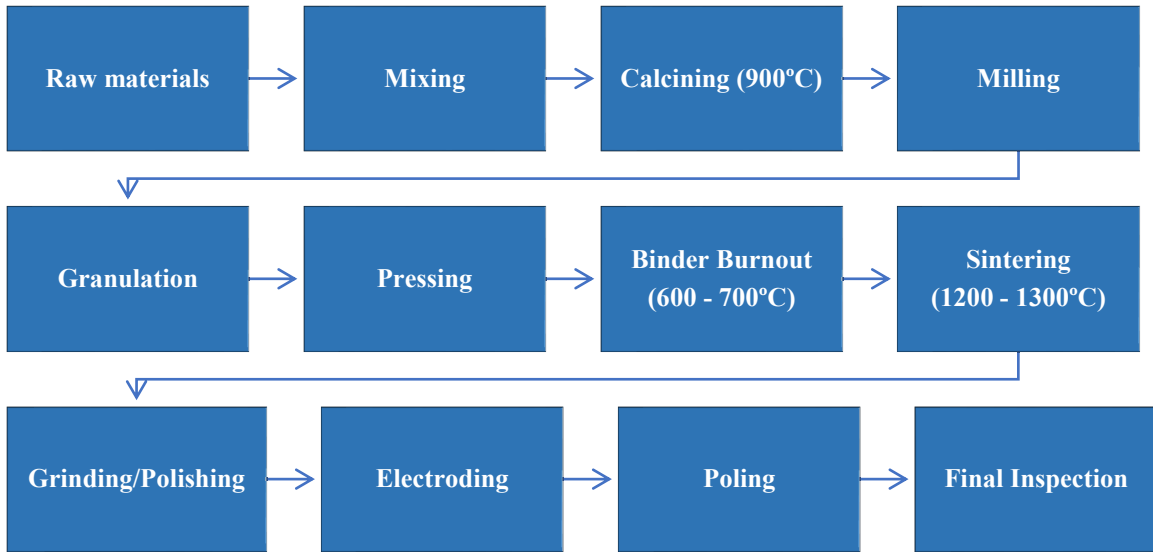 Raw materials
Mixing
Calcining (900ºC)
Milling
Granulation
Pressing
Binder Burnout
(600 - 700ºC)
Sintering
(1200 - 1300ºC)
Grinding/Polishing
Electroding
Poling
Final Inspection